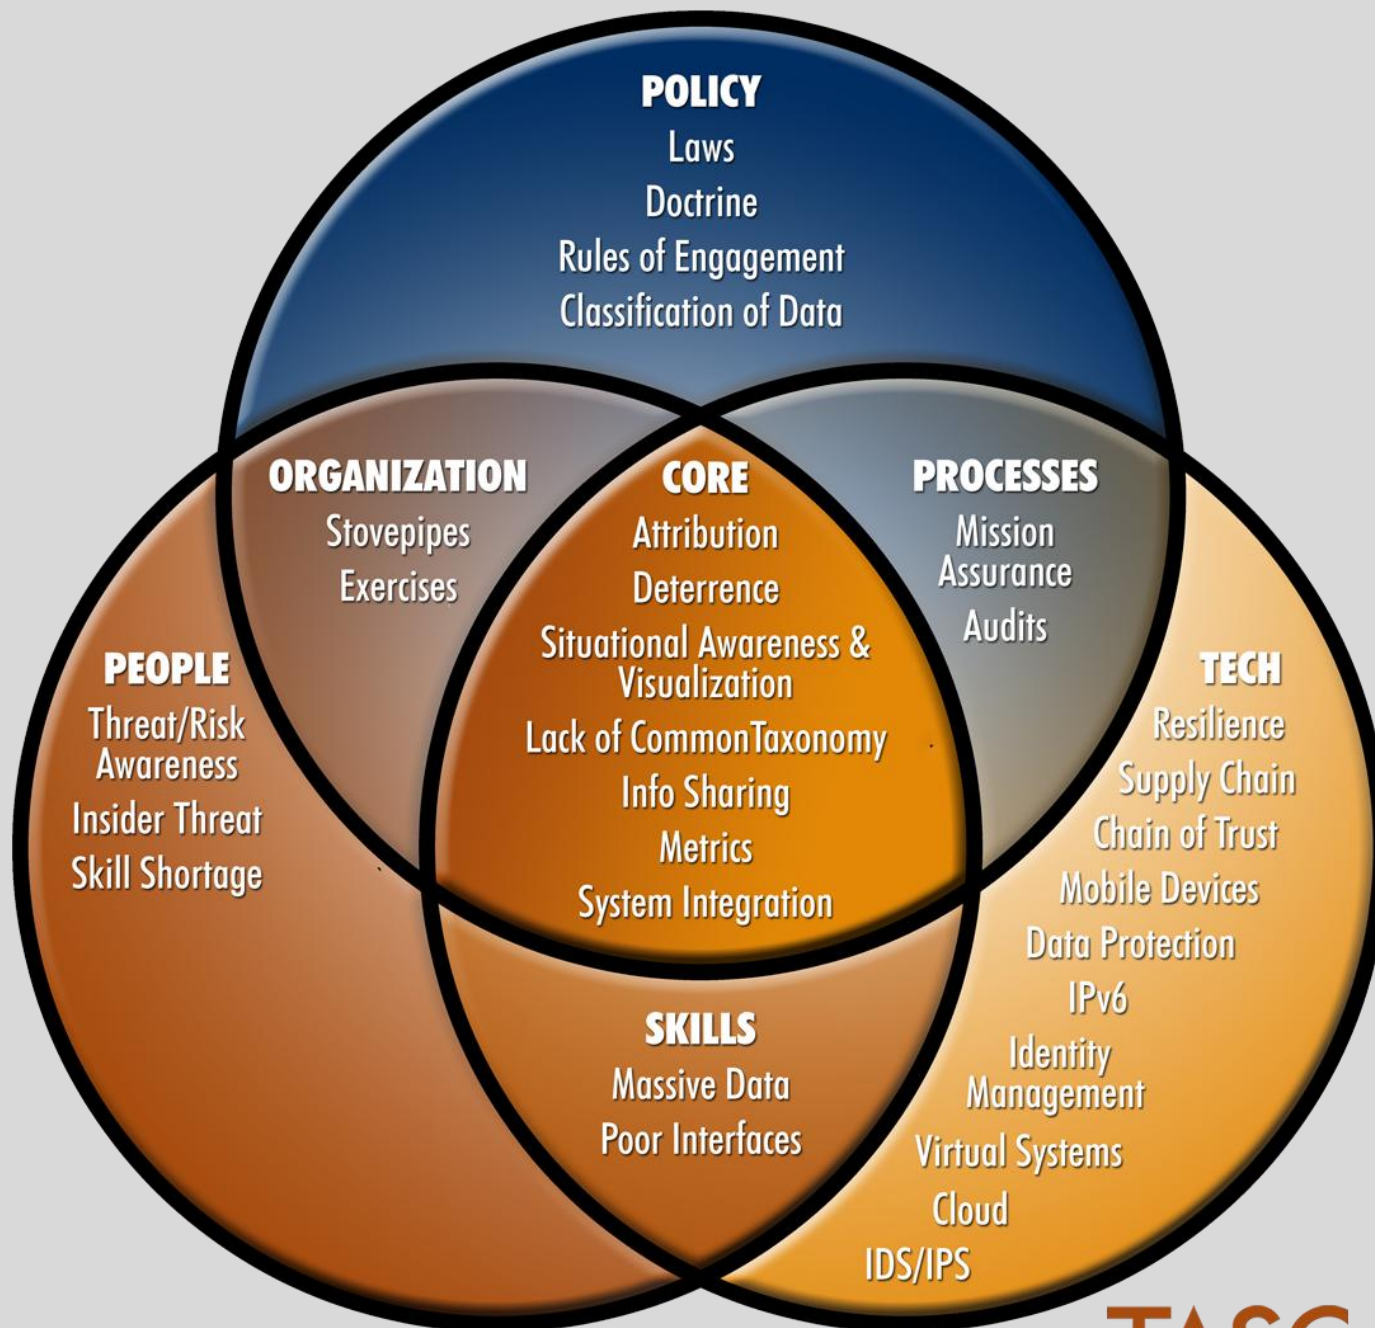 POLICY
Laws
Doctrine
Rules of Engagement
Classification of Data
ORGANIZATION
Stovepipes
Exercises
CORE
Attribution
Deterrence
Situational Awareness &
Visualization
Lack of CommonTaxonomy
Info Sharing
Metrics
System Integration
PROCESSES
Mission
Assurance
Audits
PEOPLE
Threat/Risk
Awareness
Insider Threat
Skill Shortage
TECH
Resilience
Supply Chain
Chain of Trust
Mobile Devices
Data Protection
IPv6
Identity
Management
Virtual Systems
Cloud
IDS/IPS
SKILLS
Massive Data
Poor Interfaces
TASC